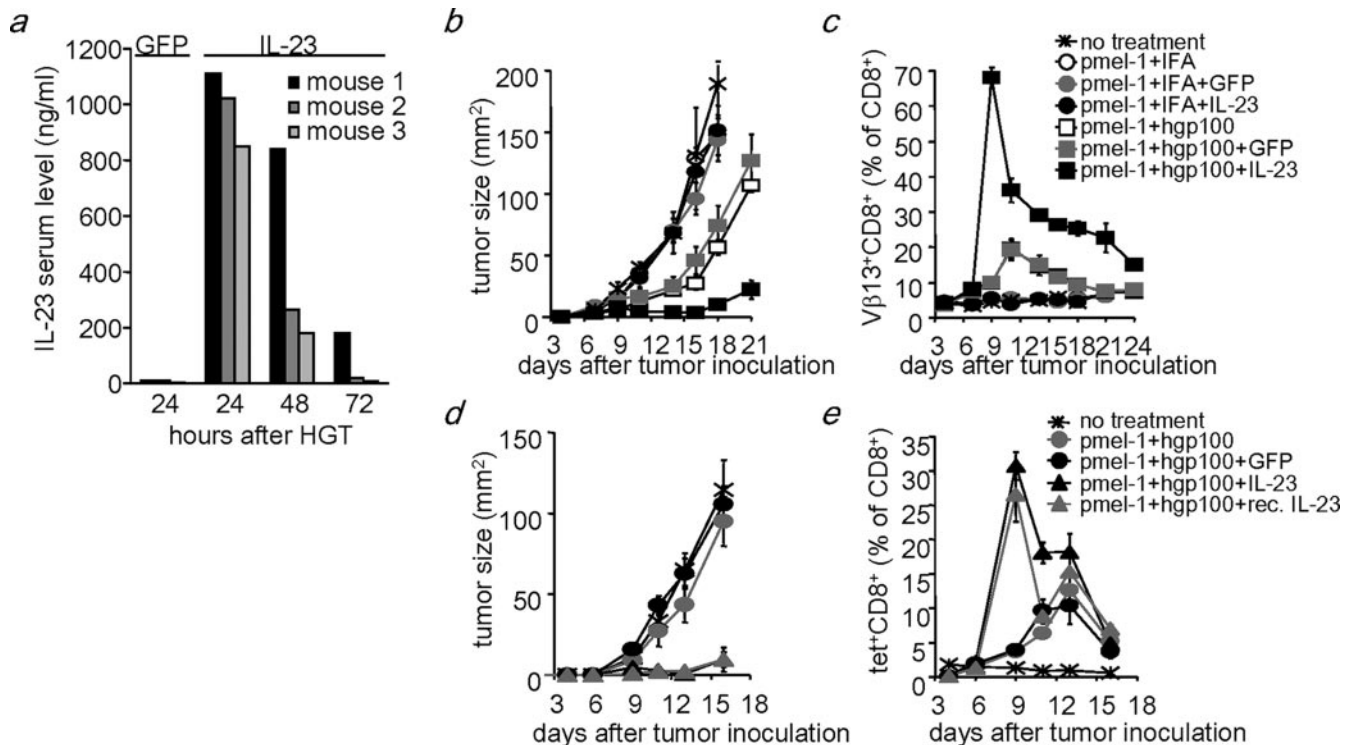 a
GFP IL-23
1200
1000
800
600
400
200
0
IL-23 serum level (ng/ml)
mouse 1
mouse 2
mouse 3
24 24 48 72
hours after HGT
b
200
150
100
50
0
tumor size (mm²)
3 6 9 12 15 18 21
days after tumor inoculation
c
no treatment
pmel-1+IFA
pmel-1+IFA+GFP
pmel-1+IFA+IL-23
pmel-1+hgp100
pmel-1+hgp100+GFP
pmel-1+hgp100+IL-23
70
60
50
40
30
20
10
0
Vβ13⁺CD8⁺ (% of CD8⁺)
3 6 9 12 15 18 21 24
days after tumor inoculation
d
150
100
50
0
tumor size (mm²)
3 6 9 12 15 18
days after tumor inoculation
e
no treatment
pmel-1+hgp100
pmel-1+hgp100+GFP
pmel-1+hgp100+IL-23
pmel-1+hgp100+rec. IL-23
35
30
25
20
15
10
5
0
tet⁺CD8⁺ (% of CD8⁺)
3 6 9 12 15 18
days after tumor inoculation